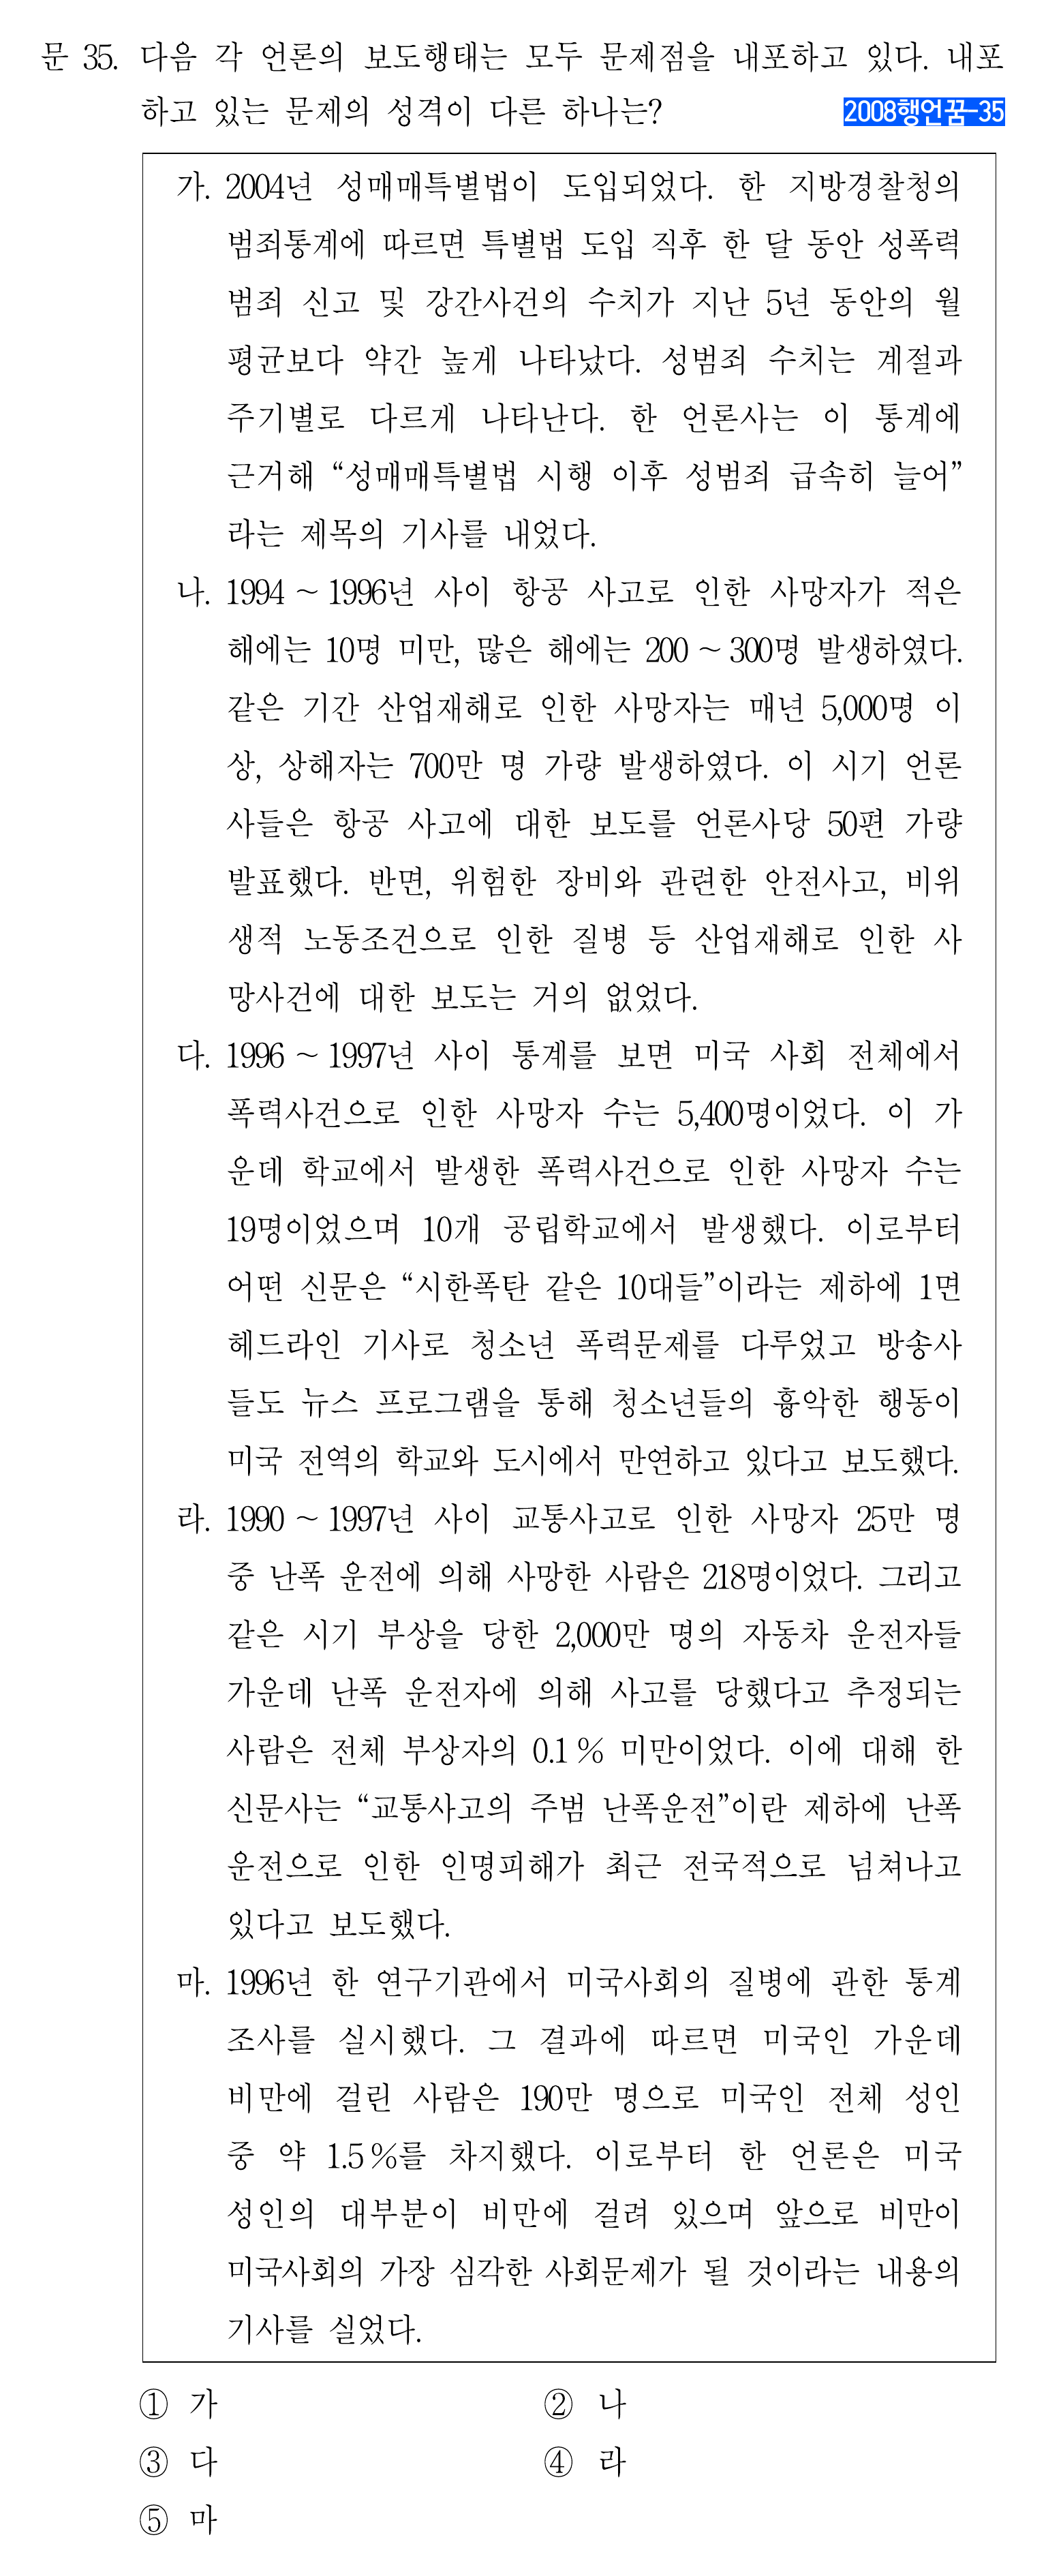 문 35. 다음 각 언론의 보도행태는 모두 문제점을 내포하고 있다. 내포
하고 있는 문제의 성격이 다른 하나는?
2008행언꿈-35
가. 2004년 성매매특별법이 도입되었다. 한 지방경찰청의
범죄통계에 따르면 특별법 도입 직후 한 달 동안 성폭력
범죄 신고 및 강간사건의 수치가 지난 5년 동안의 월
평균보다 약간 높게 나타났다. 성범죄 수치는 계절과
주기별로 다르게 나타난다. 한 언론사는 이 통계에
근거해 “성매매특별법 시행 이후 성범죄 급속히 늘어”
라는 제목의 기사를 내었다.
나. 1994 ~ 1996년 사이 항공 사고로 인한 사망자가 적은
해에는 10명 미만, 많은 해에는 200 ~ 300명 발생하였다.
같은 기간 산업재해로 인한 사망자는 매년 5,000명 이
상, 상해자는 700만 명 가량 발생하였다. 이 시기 언론
사들은 항공 사고에 대한 보도를 언론사당 50편 가량
발표했다. 반면, 위험한 장비와 관련한 안전사고, 비위
생적 노동조건으로 인한 질병 등 산업재해로 인한 사
망사건에 대한 보도는 거의 없었다.
다. 1996 ~ 1997년 사이 통계를 보면 미국 사회 전체에서
폭력사건으로 인한 사망자 수는 5,400명이었다. 이 가
운데 학교에서 발생한 폭력사건으로 인한 사망자 수는
19명이었으며 10개 공립학교에서 발생했다. 이로부터
어떤 신문은 “시한폭탄 같은 10대들”이라는 제하에 1면
헤드라인 기사로 청소년 폭력문제를 다루었고 방송사
들도 뉴스 프로그램을 통해 청소년들의 흉악한 행동이
미국 전역의 학교와 도시에서 만연하고 있다고 보도했다.
라. 1990 ~ 1997년 사이 교통사고로 인한 사망자 25만 명
중 난폭 운전에 의해 사망한 사람은 218명이었다. 그리고
같은 시기 부상을 당한 2,000만 명의 자동차 운전자들
가운데 난폭 운전자에 의해 사고를 당했다고 추정되는
사람은 전체 부상자의 0.1 % 미만이었다. 이에 대해 한
신문사는 “교통사고의 주범 난폭운전”이란 제하에 난폭
운전으로 인한 인명피해가 최근 전국적으로 넘쳐나고
있다고 보도했다.
마. 1996년 한 연구기관에서 미국사회의 질병에 관한 통계
조사를 실시했다. 그 결과에 따르면 미국인 가운데
비만에 걸린 사람은 190만 명으로 미국인 전체 성인
중 약 1.5 %를 차지했다. 이로부터 한 언론은 미국
성인의 대부분이 비만에 걸려 있으며 앞으로 비만이
미국사회의 가장 심각한 사회문제가 될 것이라는 내용의
기사를 실었다.
① 가 ② 나
③ 다 ④ 라
⑤ 마